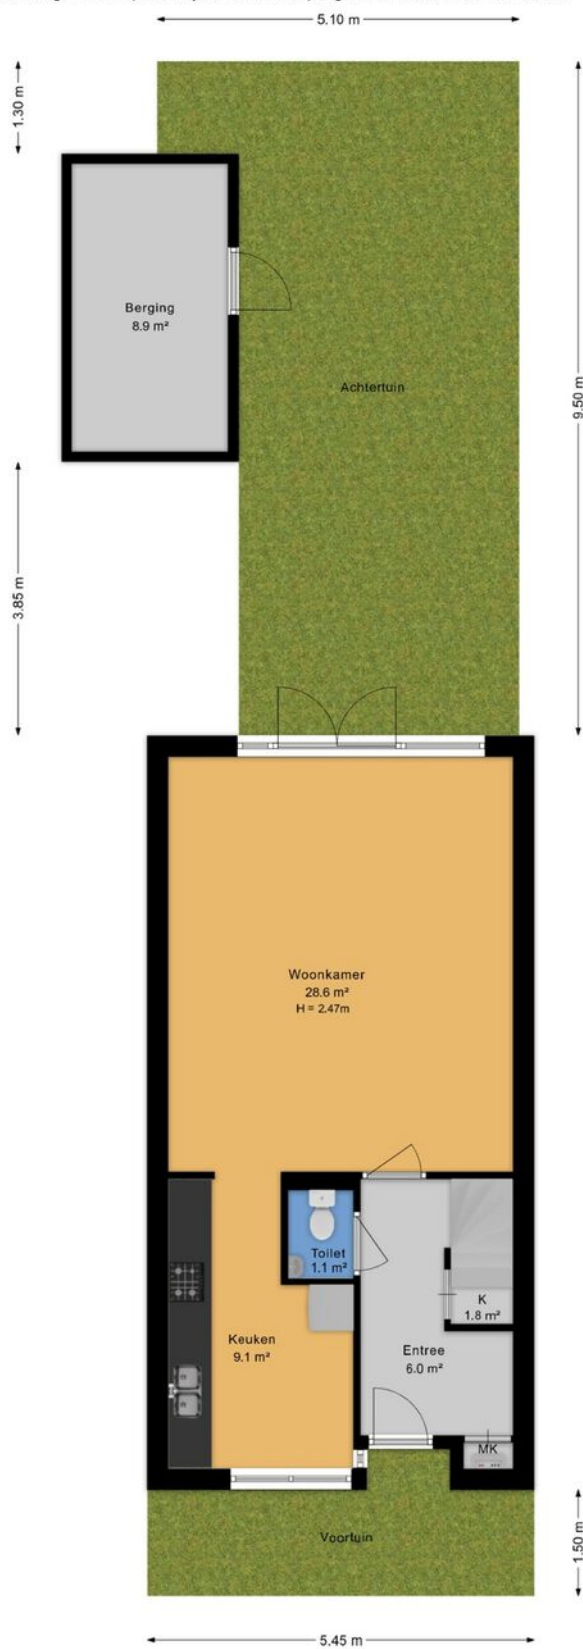 5.10 m
1.30 m
Berging
8.9 m²
Achtertuin
9.50 m
3.85 m
Woonkamer
28.6 m²
H = 2.47m
Toilet
1.1 m²
K
1.8 m²
Keuken
9.1 m²
Entree
6.0 m²
MK
Voortuin
1.50 m
5.45 m